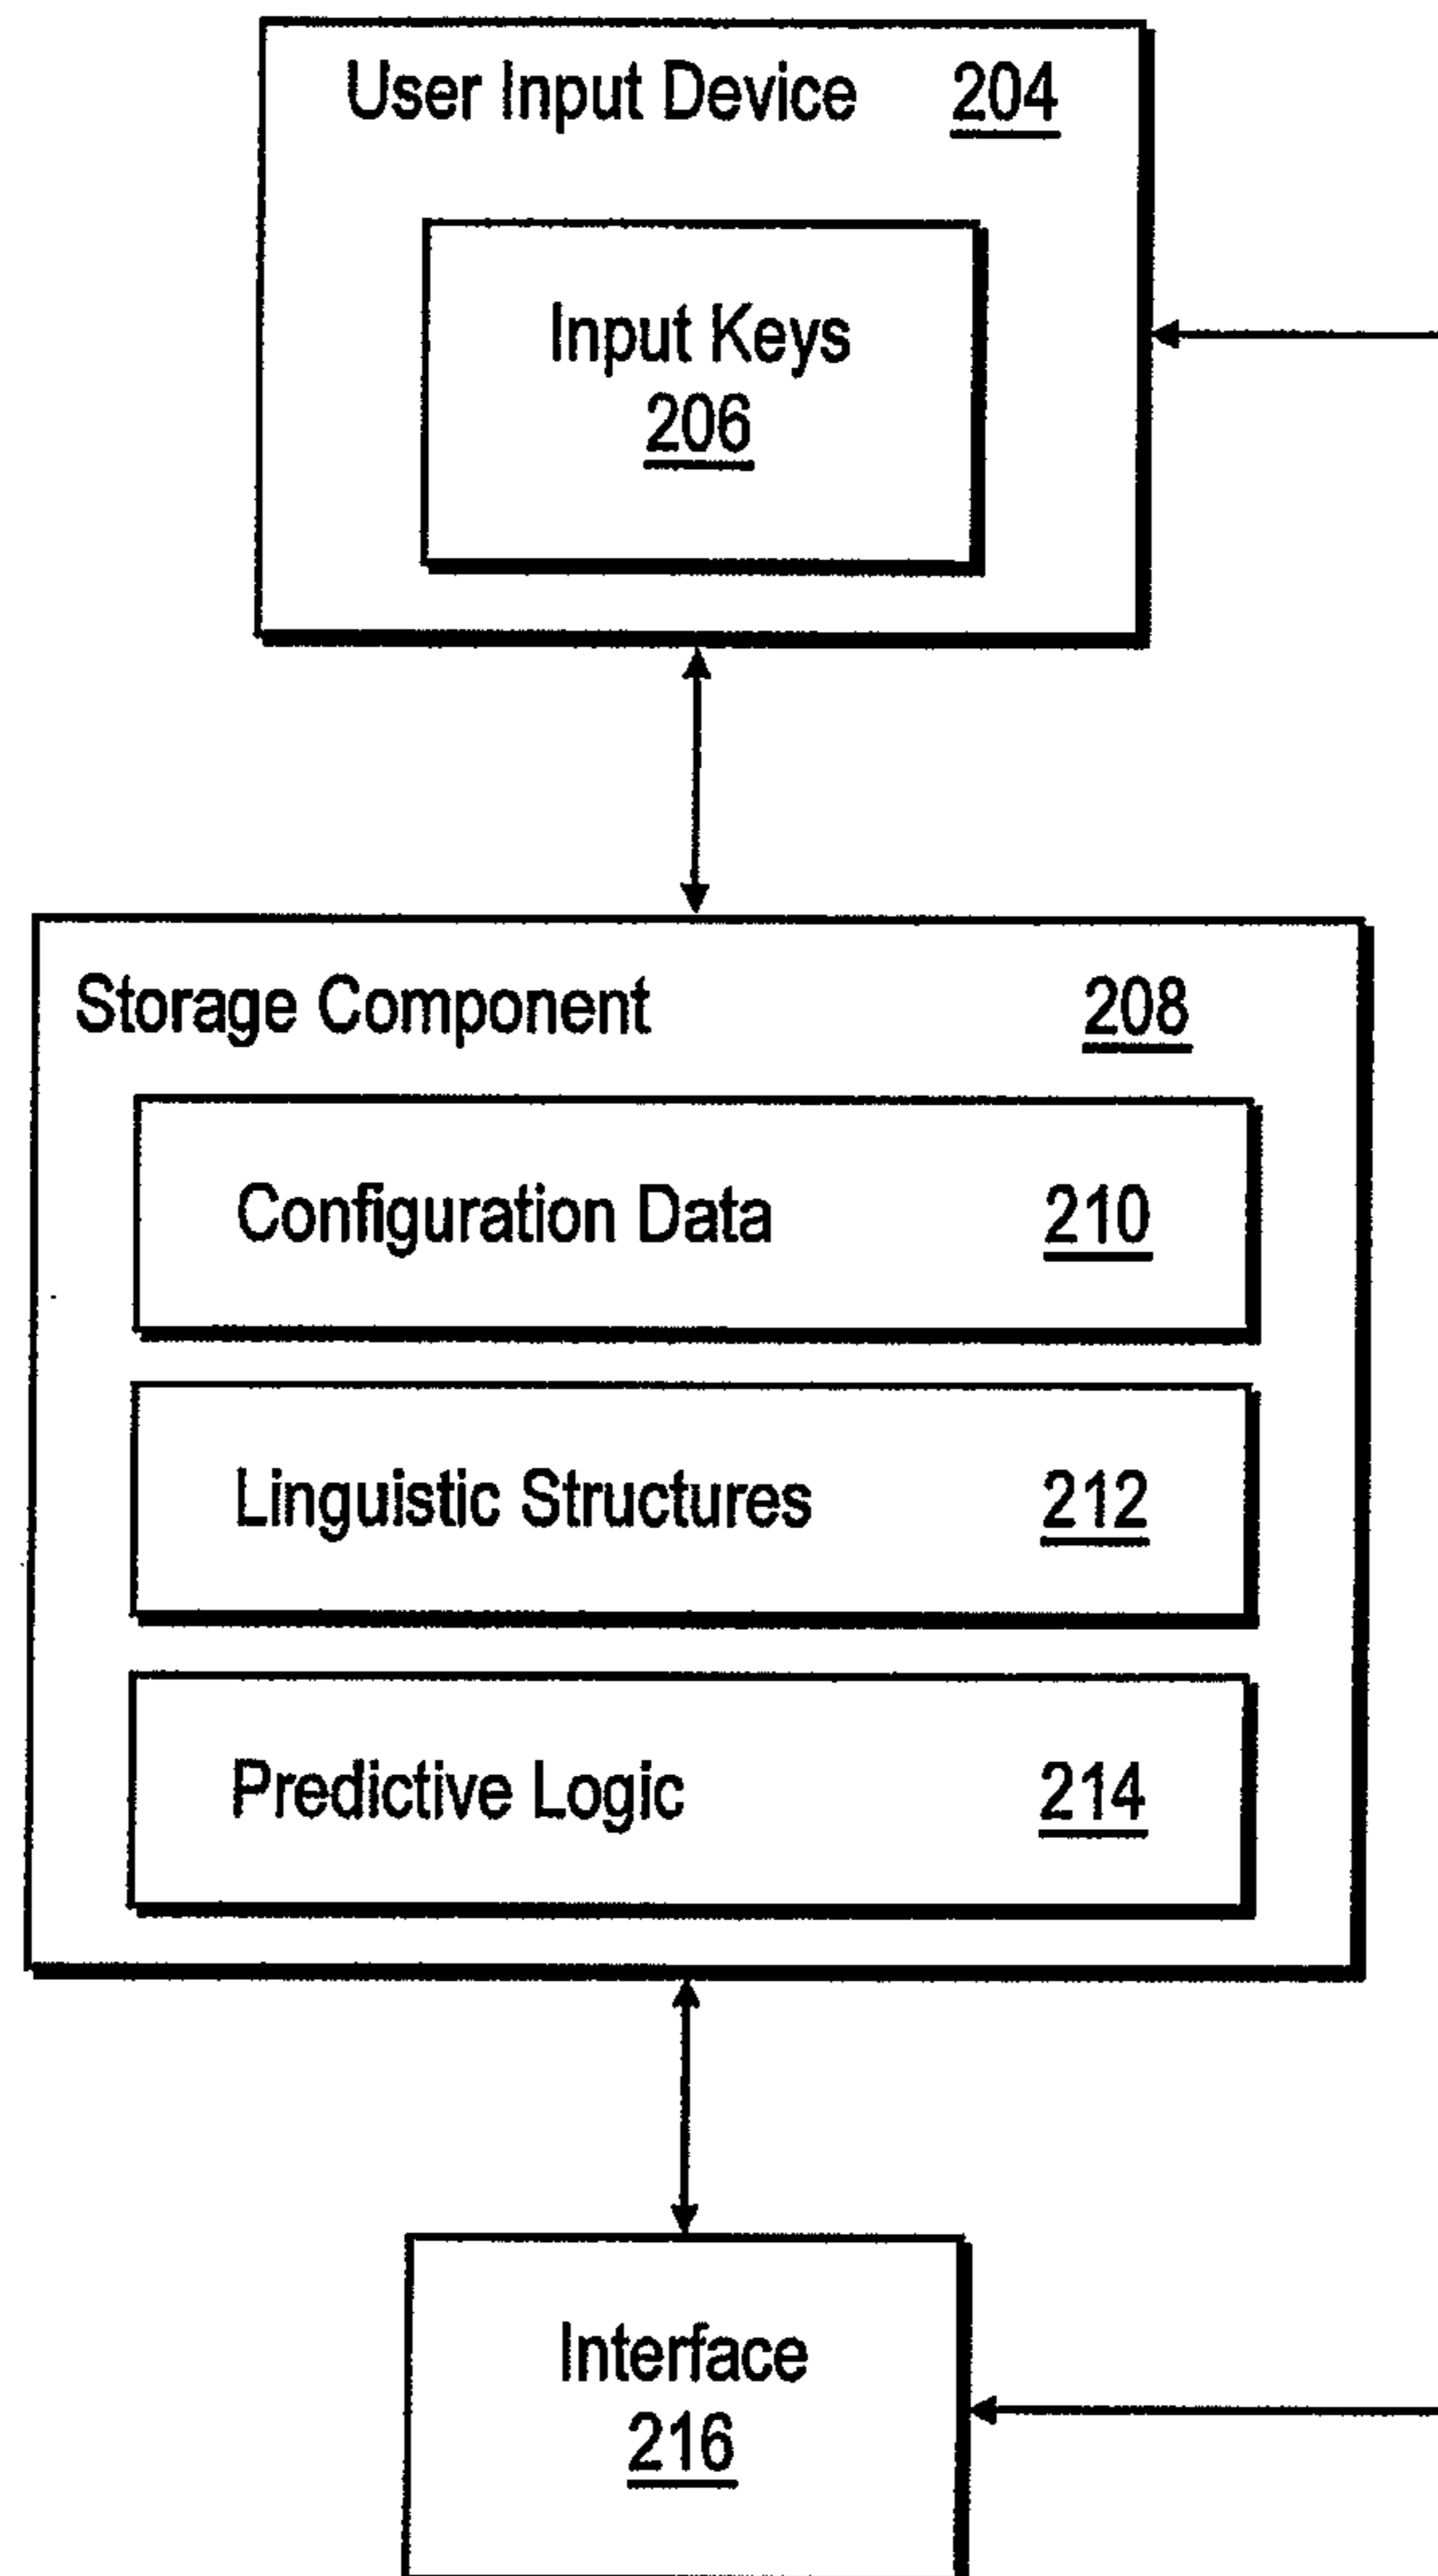 User Input Device 204
Input Keys
206
Storage Component 208
Configuration Data 210
Linguistic Structures 212
Predictive Logic 214
Interface
216